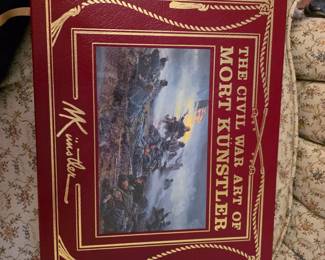 THE CIVIL WAR ART OF
MORT KÜNSTLER
MKünstler